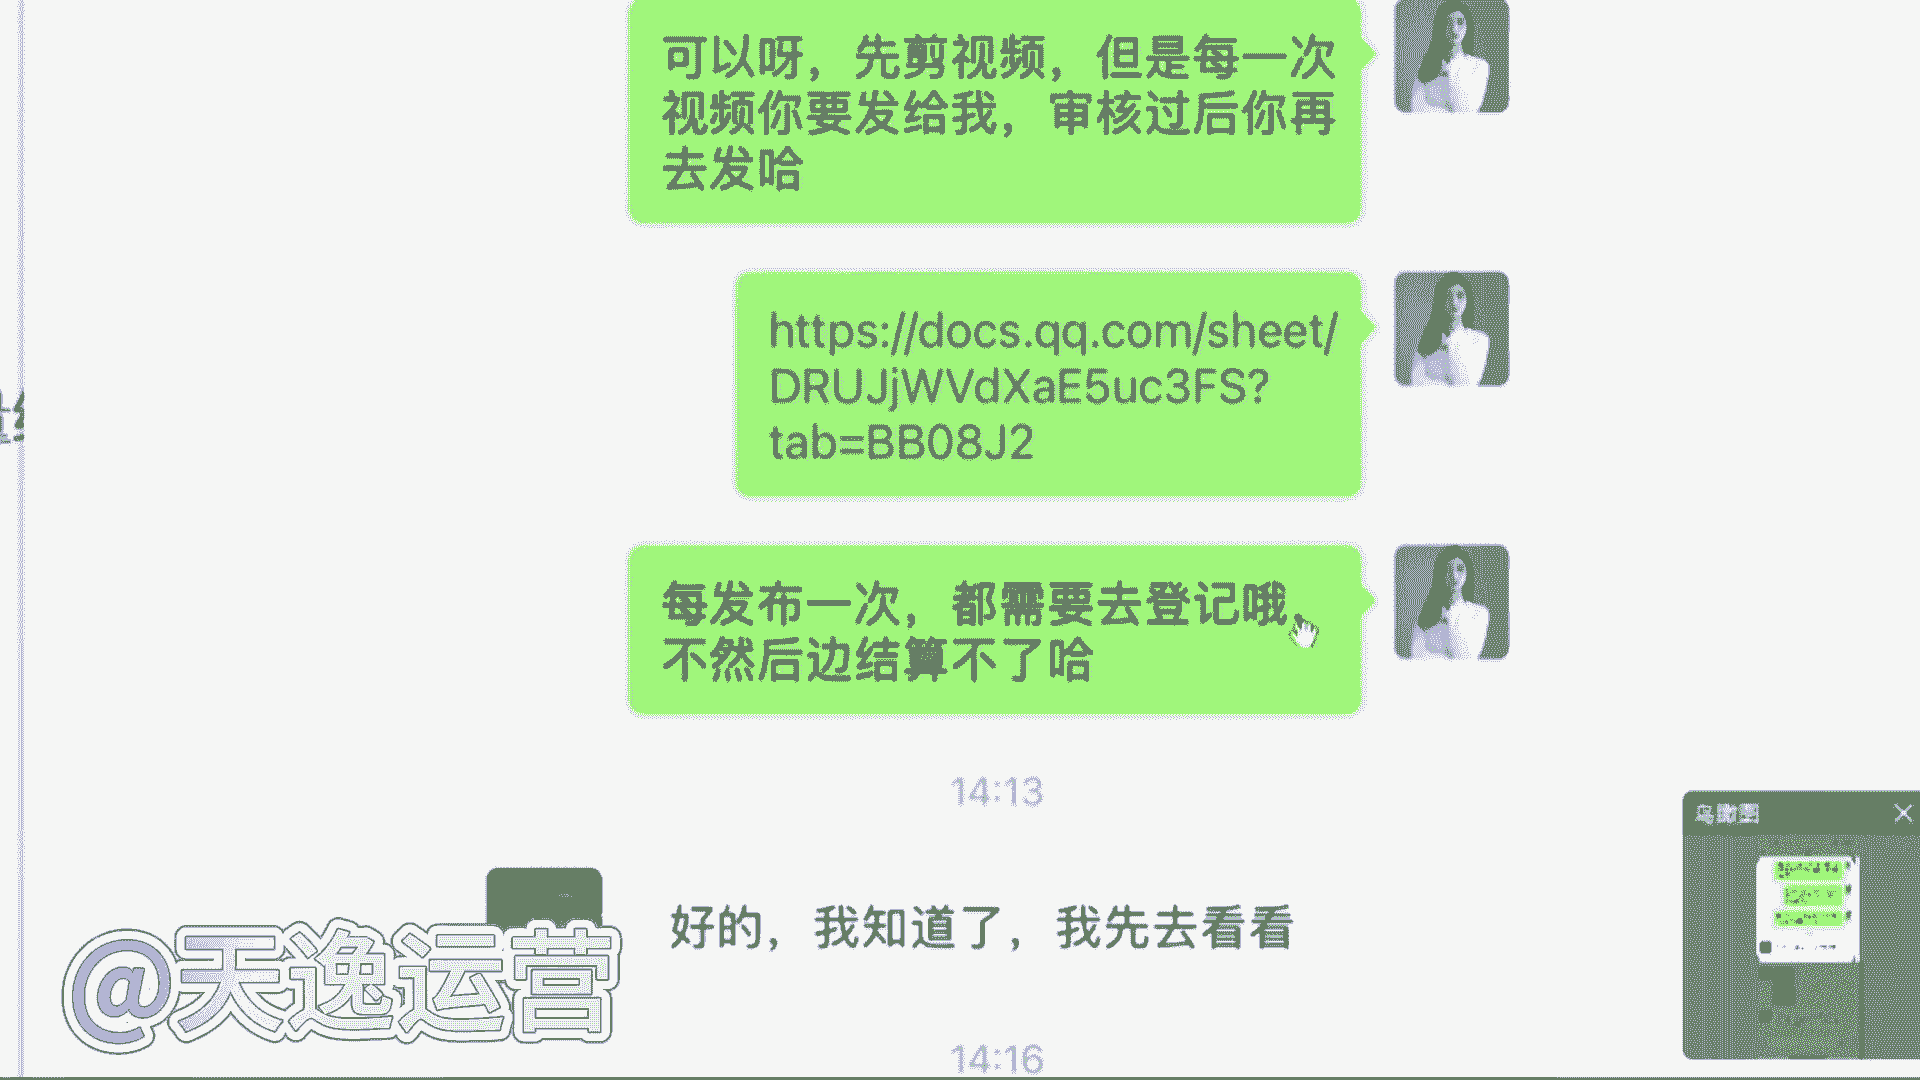 可以呀，先剪视频，但是每一次
视频你要发给我，审核过后你再
去发哈
https://docs.qq.com/sheet/
DRUJjWVdXaE5uc3FS?
tab=BB08J2
每发布一次，都需要去登记哦，
不然后边结算不了哈
14:13
好的，我知道了，我先去看看
@天逸运营
14:16